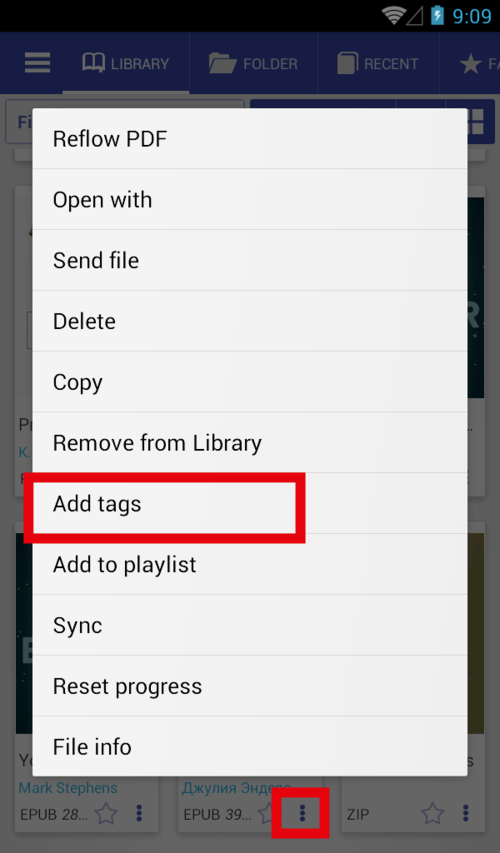 9:09
LIBRARY
FOLDER
RECENT
Reflow PDF
Open with
Send file
Delete
Copy
Remove from Library
Add tags
Add to playlist
Sync
Reset progress
File info
Mark Stephens
Джулия Эндерс
EPUB 28...
EPUB 39...
ZIP